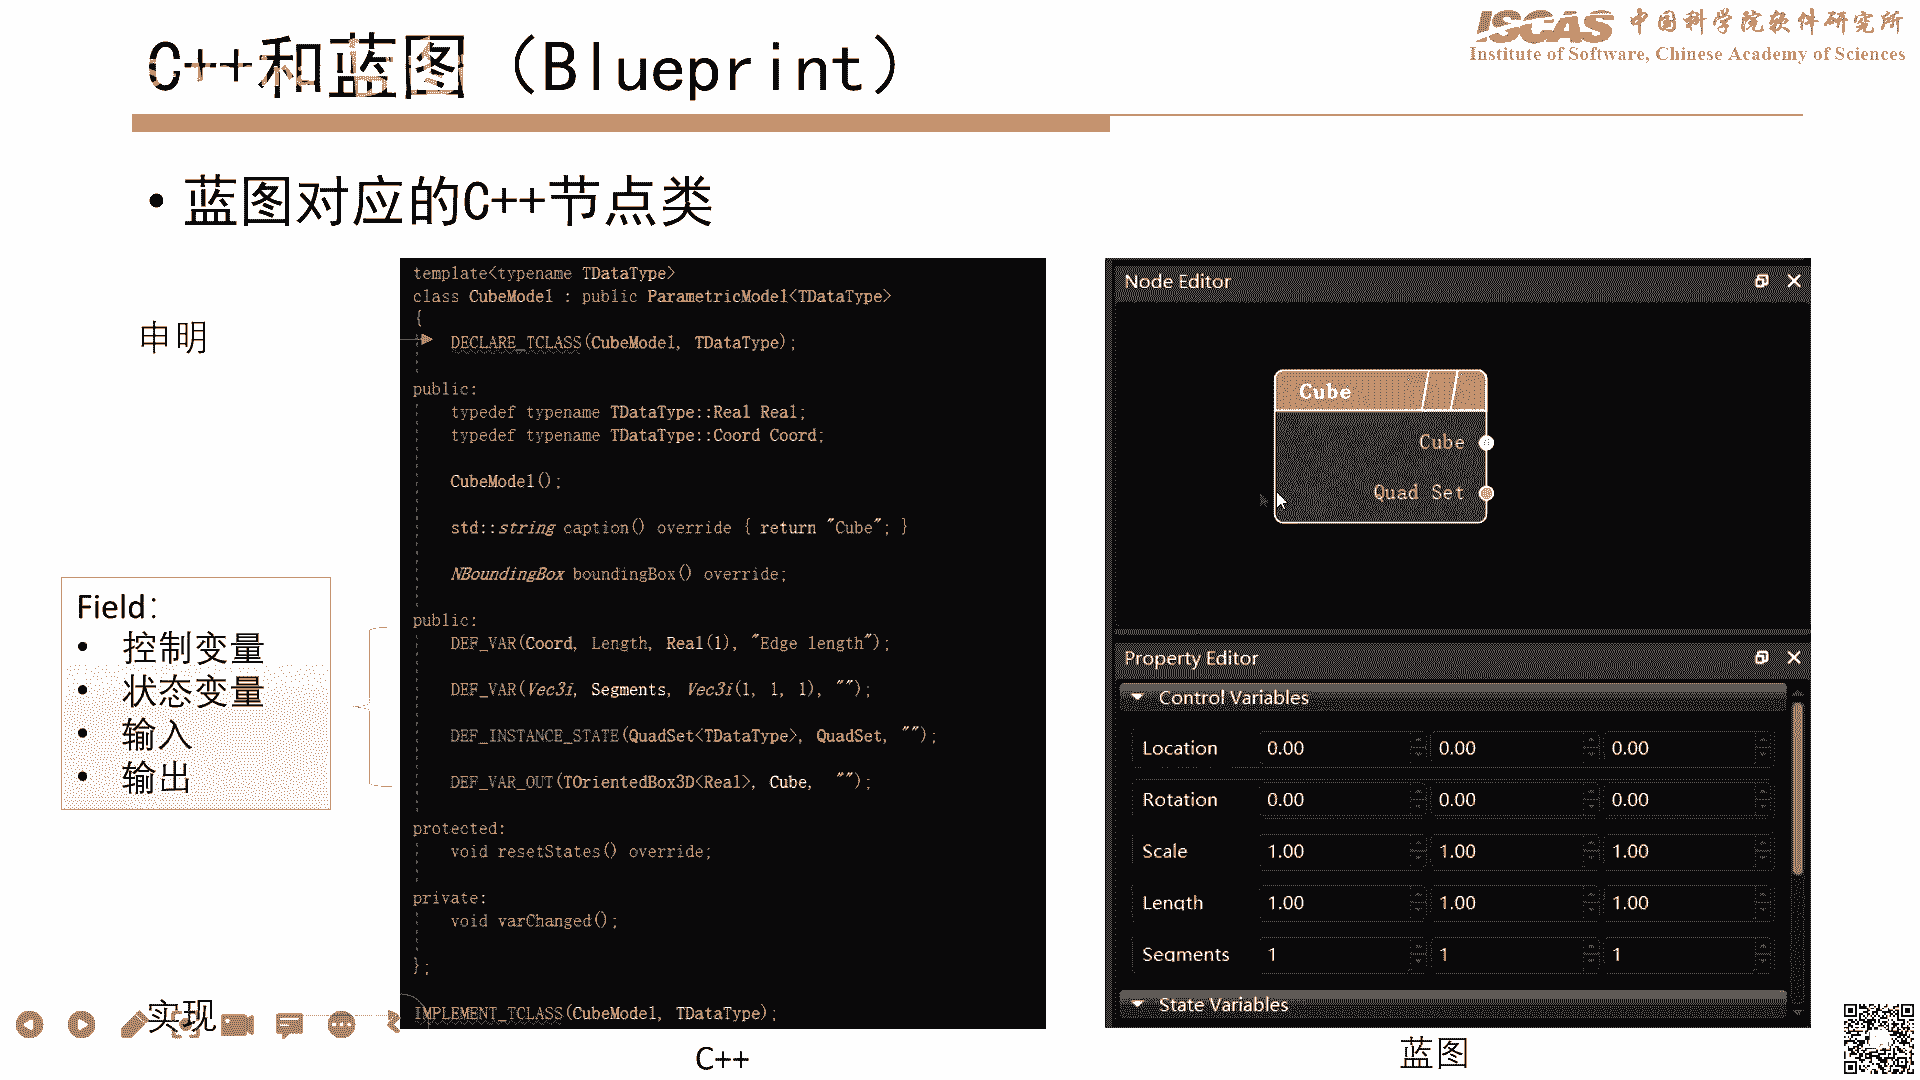 ISCAS 中国科学院软件研究所
Institute of Software, Chinese Academy of Sciences
C++和蓝图（Blueprint）
• 蓝图对应的C++节点类
申明
Field：
• 控制变量
• 状态变量
• 输入
• 输出
实现
template<typename TDataType>
class CubeModel : public ParametricModel<TDataType>
{
DECLARE_TCLASS(CubeModel, TDataType);
public:
typedef typename TDataType::Real Real;
typedef typename TDataType::Coord Coord;
CubeModel();
std::string caption() override { return "Cube"; }
NBoundingBox boundingBox() override;
public:
DEF_VAR(Coord, Length, Real(1), "Edge length");
DEF_VAR(Vec3i, Segments, Vec3i(1, 1, 1), "");
DEF_INSTANCE_STATE(QuadSet<TDataType>, QuadSet, "");
DEF_VAR_OUT(TOrientedBox3D<Real>, Cube, "");
protected:
void resetStates() override;
private:
void varChanged();
};
IMPLEMENT_TCLASS(CubeModel, TDataType);
C++
Node Editor
Cube
Cube
Quad Set
Property Editor
Control Variables
Location 0.00 0.00 0.00
Rotation 0.00 0.00 0.00
Scale 1.00 1.00 1.00
Length 1.00 1.00 1.00
Segments 1 1 1
State Variables
蓝图